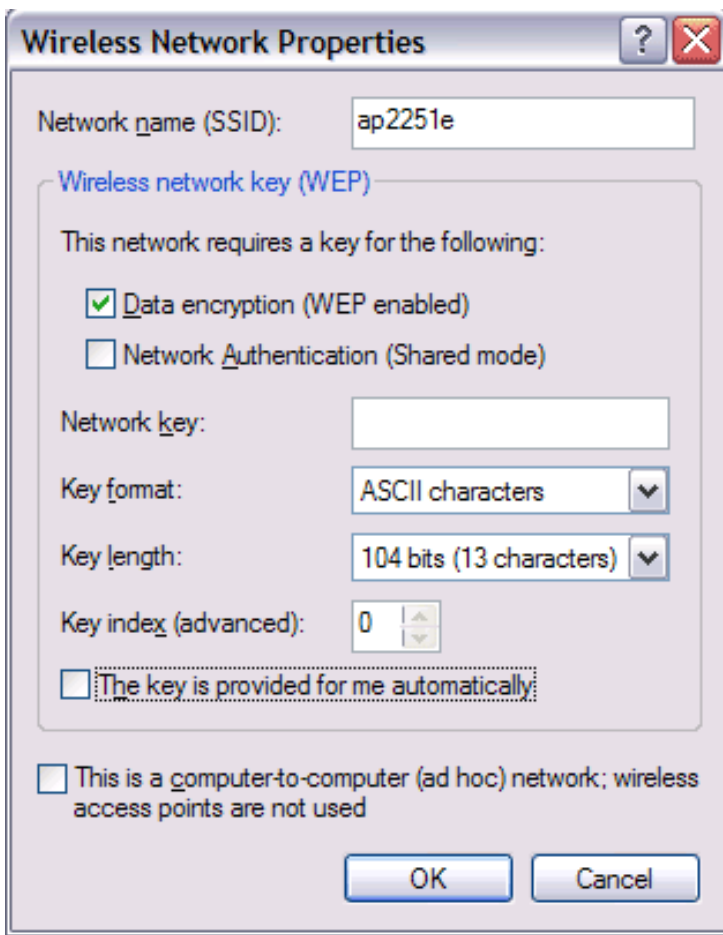 Wireless Network Properties
?
Network name (SSID): ap2251e
Wireless network key (WEP)
This network requires a key for the following:
Data encryption (WEP enabled)
Network Authentication (Shared mode)
Network key:
Key format: ASCII characters
Key length: 104 bits (13 characters)
Key index (advanced): 0
The key is provided for me automatically
This is a computer-to-computer (ad hoc) network; wireless
access points are not used
OK Cancel